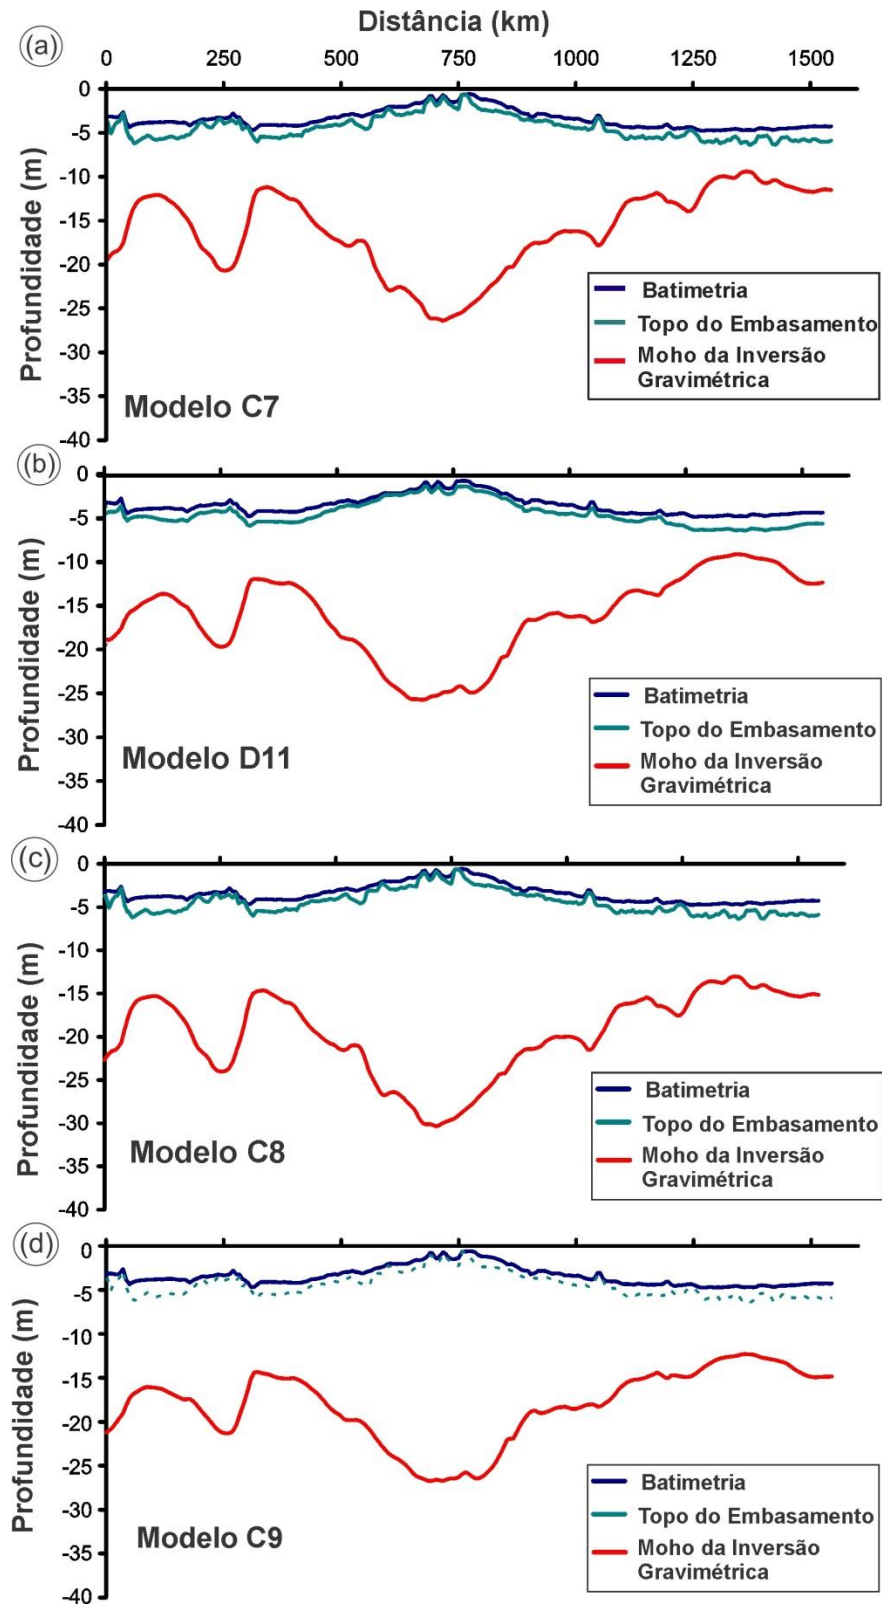 Distância (km)
(a)
0 250 500 750 1000 1250 1500
0
-5
-10
-15
-20
-25
-30
-35
-40
Profundidade (m)
Batimetria
Topo do Embasamento
Moho da Inversão
Gravimétrica
Modelo C7
(b)
0
-5
-10
-15
-20
-25
-30
-35
-40
Profundidade (m)
Batimetria
Topo do Embasamento
Moho da Inversão
Gravimétrica
Modelo D11
(c)
0
-5
-10
-15
-20
-25
-30
-35
-40
Profundidade (m)
Batimetria
Topo do Embasamento
Moho da Inversão
Gravimétrica
Modelo C8
(d)
0
-5
-10
-15
-20
-25
-30
-35
-40
Profundidade (m)
Batimetria
Topo do Embasamento
Moho da Inversão
Gravimétrica
Modelo C9